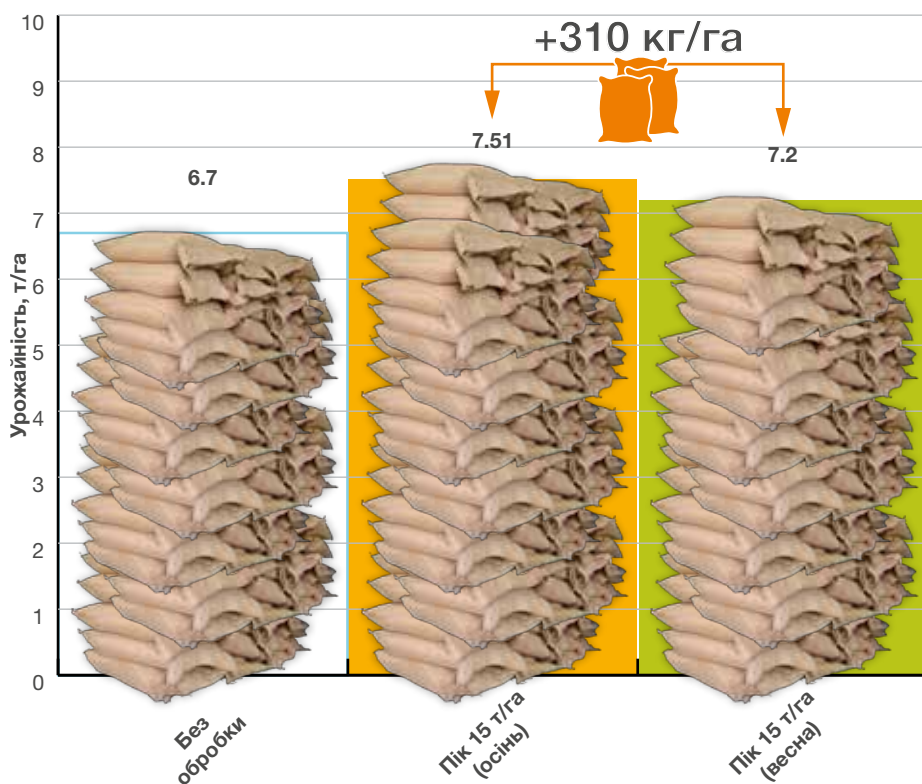 +310 кг/га
Урожайність, т/га
10
9
8
7
6
5
4
3
2
1
0
6.7
7.51
7.2
Без
обробки
Пік 15 т/га
(осінь)
Пік 15 т/га
(весна)